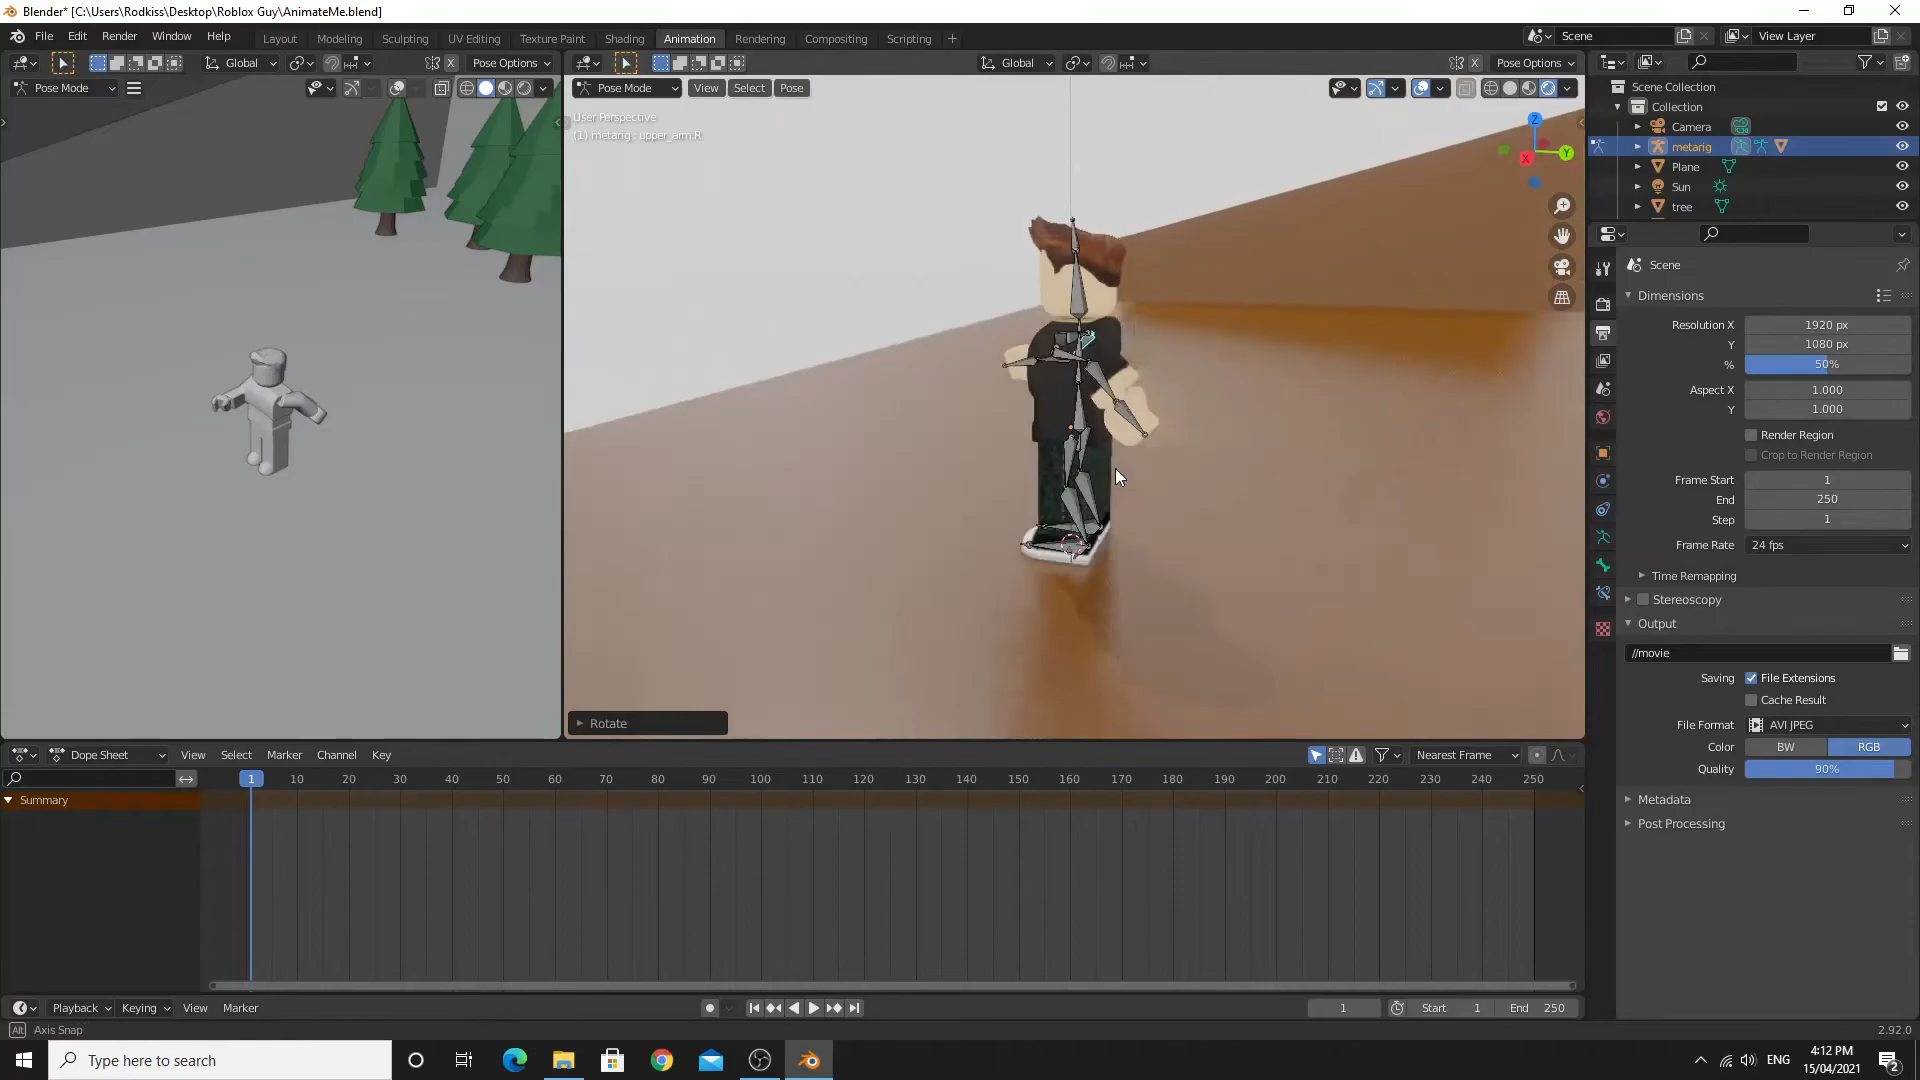 Blender* [C:\Users\Rodkiss\Desktop\Roblox Guy\AnimateMe.blend]
File Edit Render Window Help
Layout Modeling Sculpting UV Editing Texture Paint Shading Animation Rendering Compositing Scripting +
Scene
View Layer
Global
X
Pose Options
Global
X
Pose Options
Pose Mode
Pose Mode View Select Pose
User Perspective
(1) metarig : upper_arm.R
Z
X
Y
Rotate
Scene Collection
Collection
Camera
metarig
Plane
Sun
tree
Scene
Dimensions
Resolution X 1920 px
Y 1080 px
% 50%
Aspect X 1.000
Y 1.000
Render Region
Crop to Render Region
Frame Start 1
End 250
Step 1
Frame Rate 24 fps
Time Remapping
Stereoscopy
Output
//movie
Saving File Extensions
Cache Result
File Format AVI JPEG
Color BW RGB
Quality 90%
Metadata
Post Processing
Dope Sheet View Select Marker Channel Key
Nearest Frame
1 10 20 30 40 50 60 70 80 90 100 110 120 130 140 150 160 170 180 190 200 210 220 230 240 250
Summary
Playback Keying View Marker
1 Start 1 End 250
Alt Axis Snap
2.92.0
Type here to search
ENG
4:12 PM
15/04/2021
2